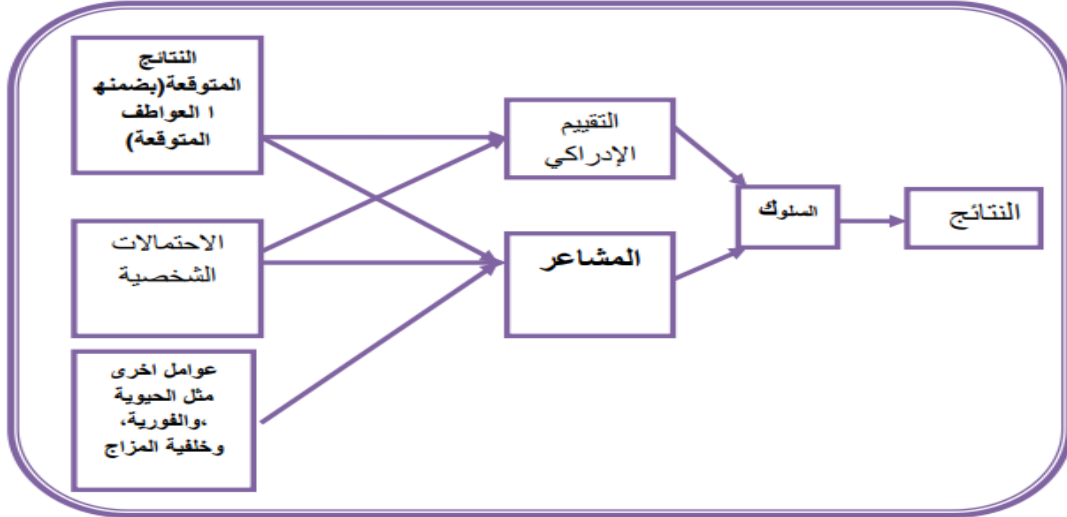 النتائج
المتوقعة(بضمنه
ا العواطف
المتوقعة)
التقييم
الإدراكي
السلوك
النتائج
الاحتمالات
الشخصية
المشاعر
عوامل اخرى
مثل الحيوية
،والفورية،
وخلفية المزاج